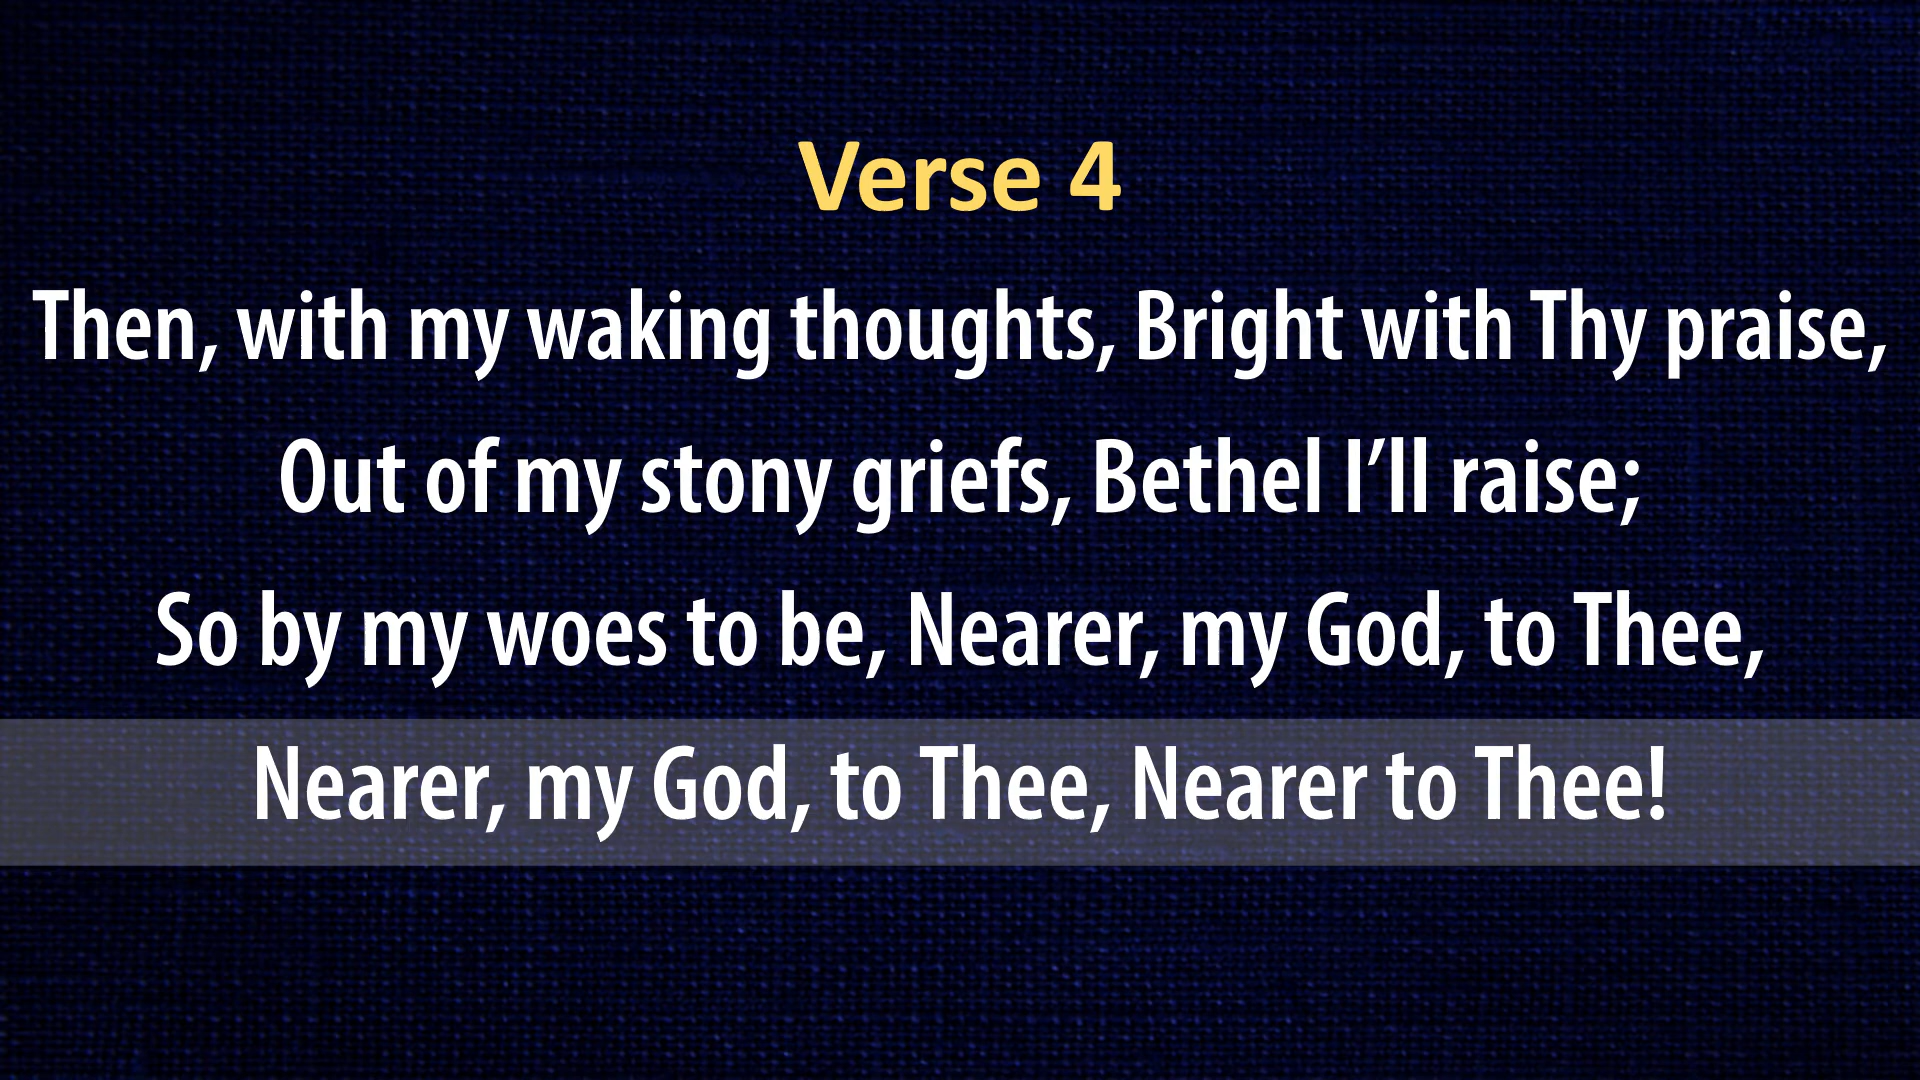 Verse 4
Then, with my waking thoughts, Bright with Thy praise,
Out of my stony griefs, Bethel I’ll raise;
So by my woes to be, Nearer, my God, to Thee,
Nearer, my God, to Thee, Nearer to Thee!